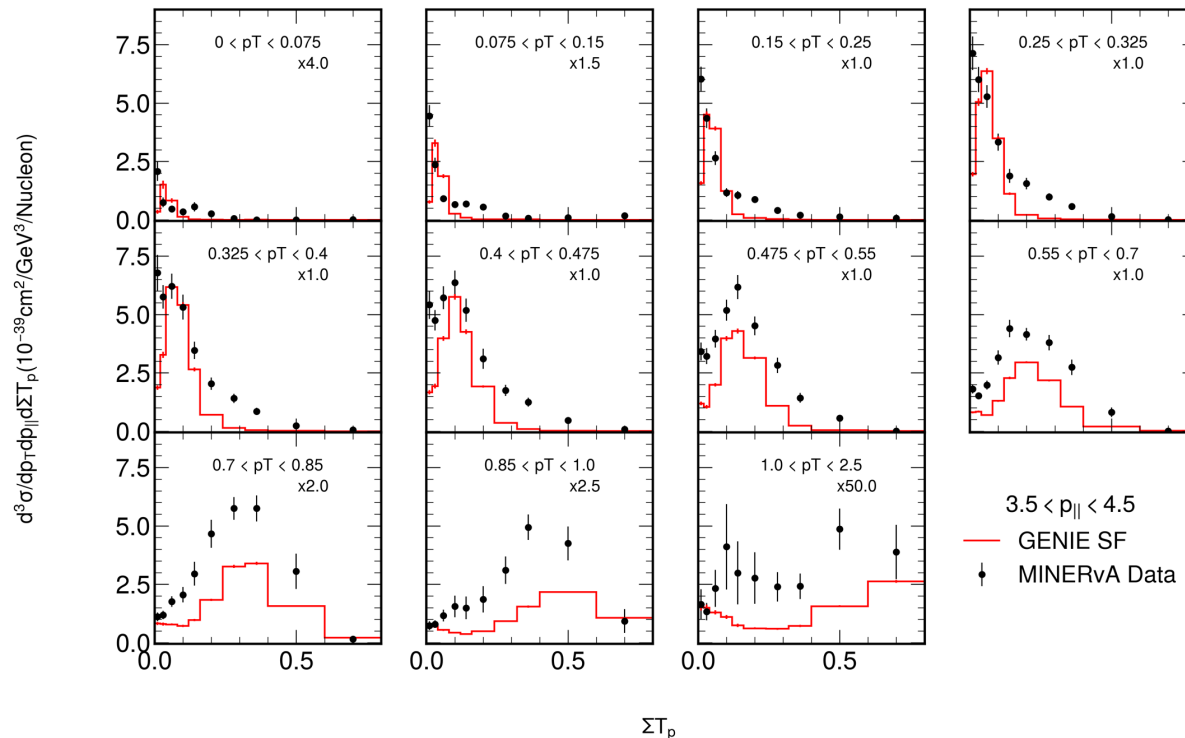 d³σ/dp_T dp_|| dΣT_p(10⁻³⁹cm²/GeV³/Nucleon)
7.5
5.0
2.5
0.0
0 < pT < 0.075
x4.0
0.075 < pT < 0.15
x1.5
0.15 < pT < 0.25
x1.0
0.25 < pT < 0.325
x1.0
7.5
5.0
2.5
0.0
0.325 < pT < 0.4
x1.0
0.4 < pT < 0.475
x1.0
0.475 < pT < 0.55
x1.0
0.55 < pT < 0.7
x1.0
7.5
5.0
2.5
0.0
0.7 < pT < 0.85
x2.0
0.85 < pT < 1.0
x2.5
1.0 < pT < 2.5
x50.0
3.5 < p_|| < 4.5
GENIE SF
MINERvA Data
0.0 0.5
0.0 0.5
0.0 0.5
ΣT_p